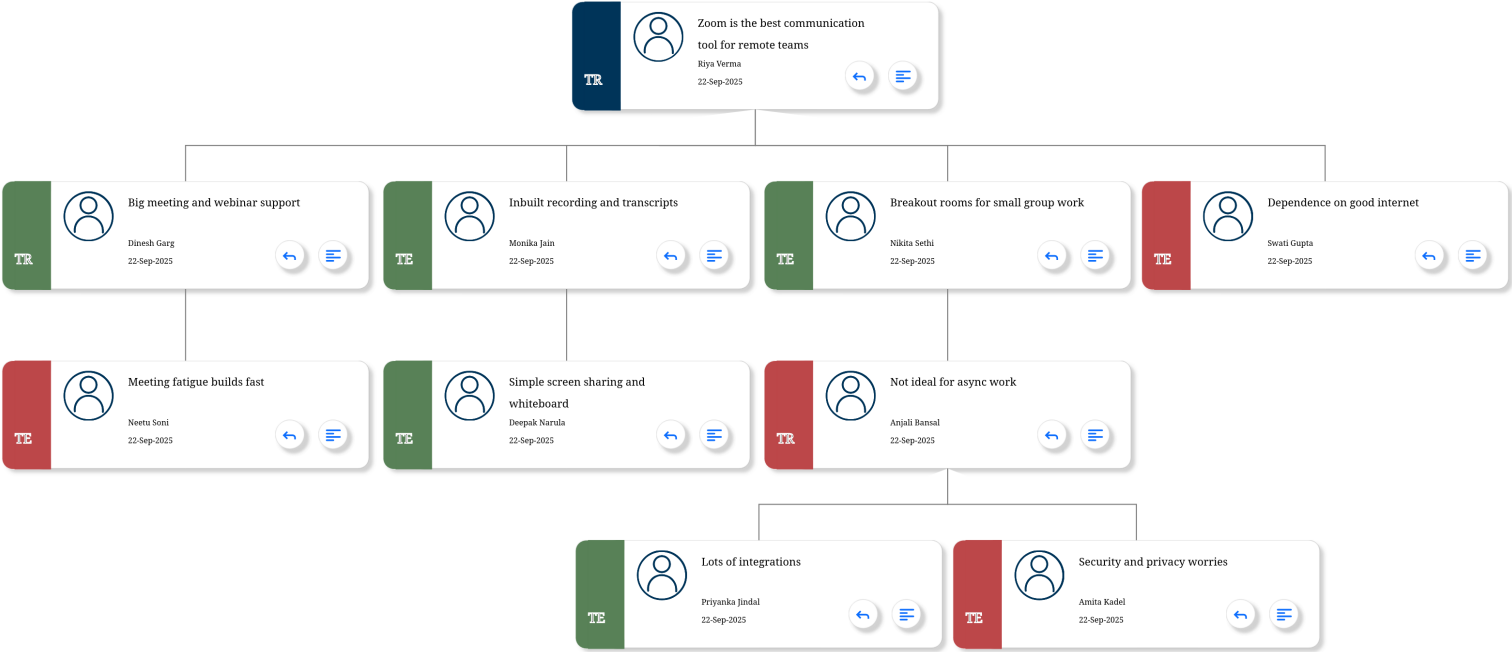 Zoom is the best communication
tool for remote teams
Riya Verma
22-Sep-2025
TR
Big meeting and webinar support
Dinesh Garg
22-Sep-2025
TR
Inbuilt recording and transcripts
Monika Jain
22-Sep-2025
TE
Breakout rooms for small group work
Nikita Sethi
22-Sep-2025
TE
Dependence on good internet
Swati Gupta
22-Sep-2025
TE
Meeting fatigue builds fast
Neetu Soni
22-Sep-2025
TE
Simple screen sharing and
whiteboard
Deepak Narula
22-Sep-2025
TE
Not ideal for async work
Anjali Bansal
22-Sep-2025
TR
Lots of integrations
Priyanka Jindal
22-Sep-2025
TE
Security and privacy worries
Amita Kadel
22-Sep-2025
TE